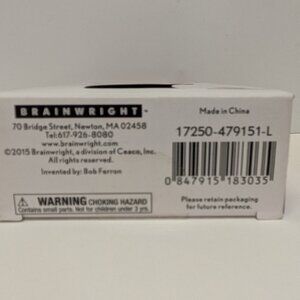 BRAINWRIGHT™
70 Bridge Street, Newton, MA 02458
Tel:617-926-8080
www.brainwright.com
©2015 Brainwright, a division of Ceaco, Inc.
All rights reserved.
Invented by: Bob Ferron
⚠ WARNING CHOKING HAZARD
Contains small parts. Not for children under 3 yrs.
Made in China
17250-479151-L
0 847915 183035
Please retain packaging
for future reference.